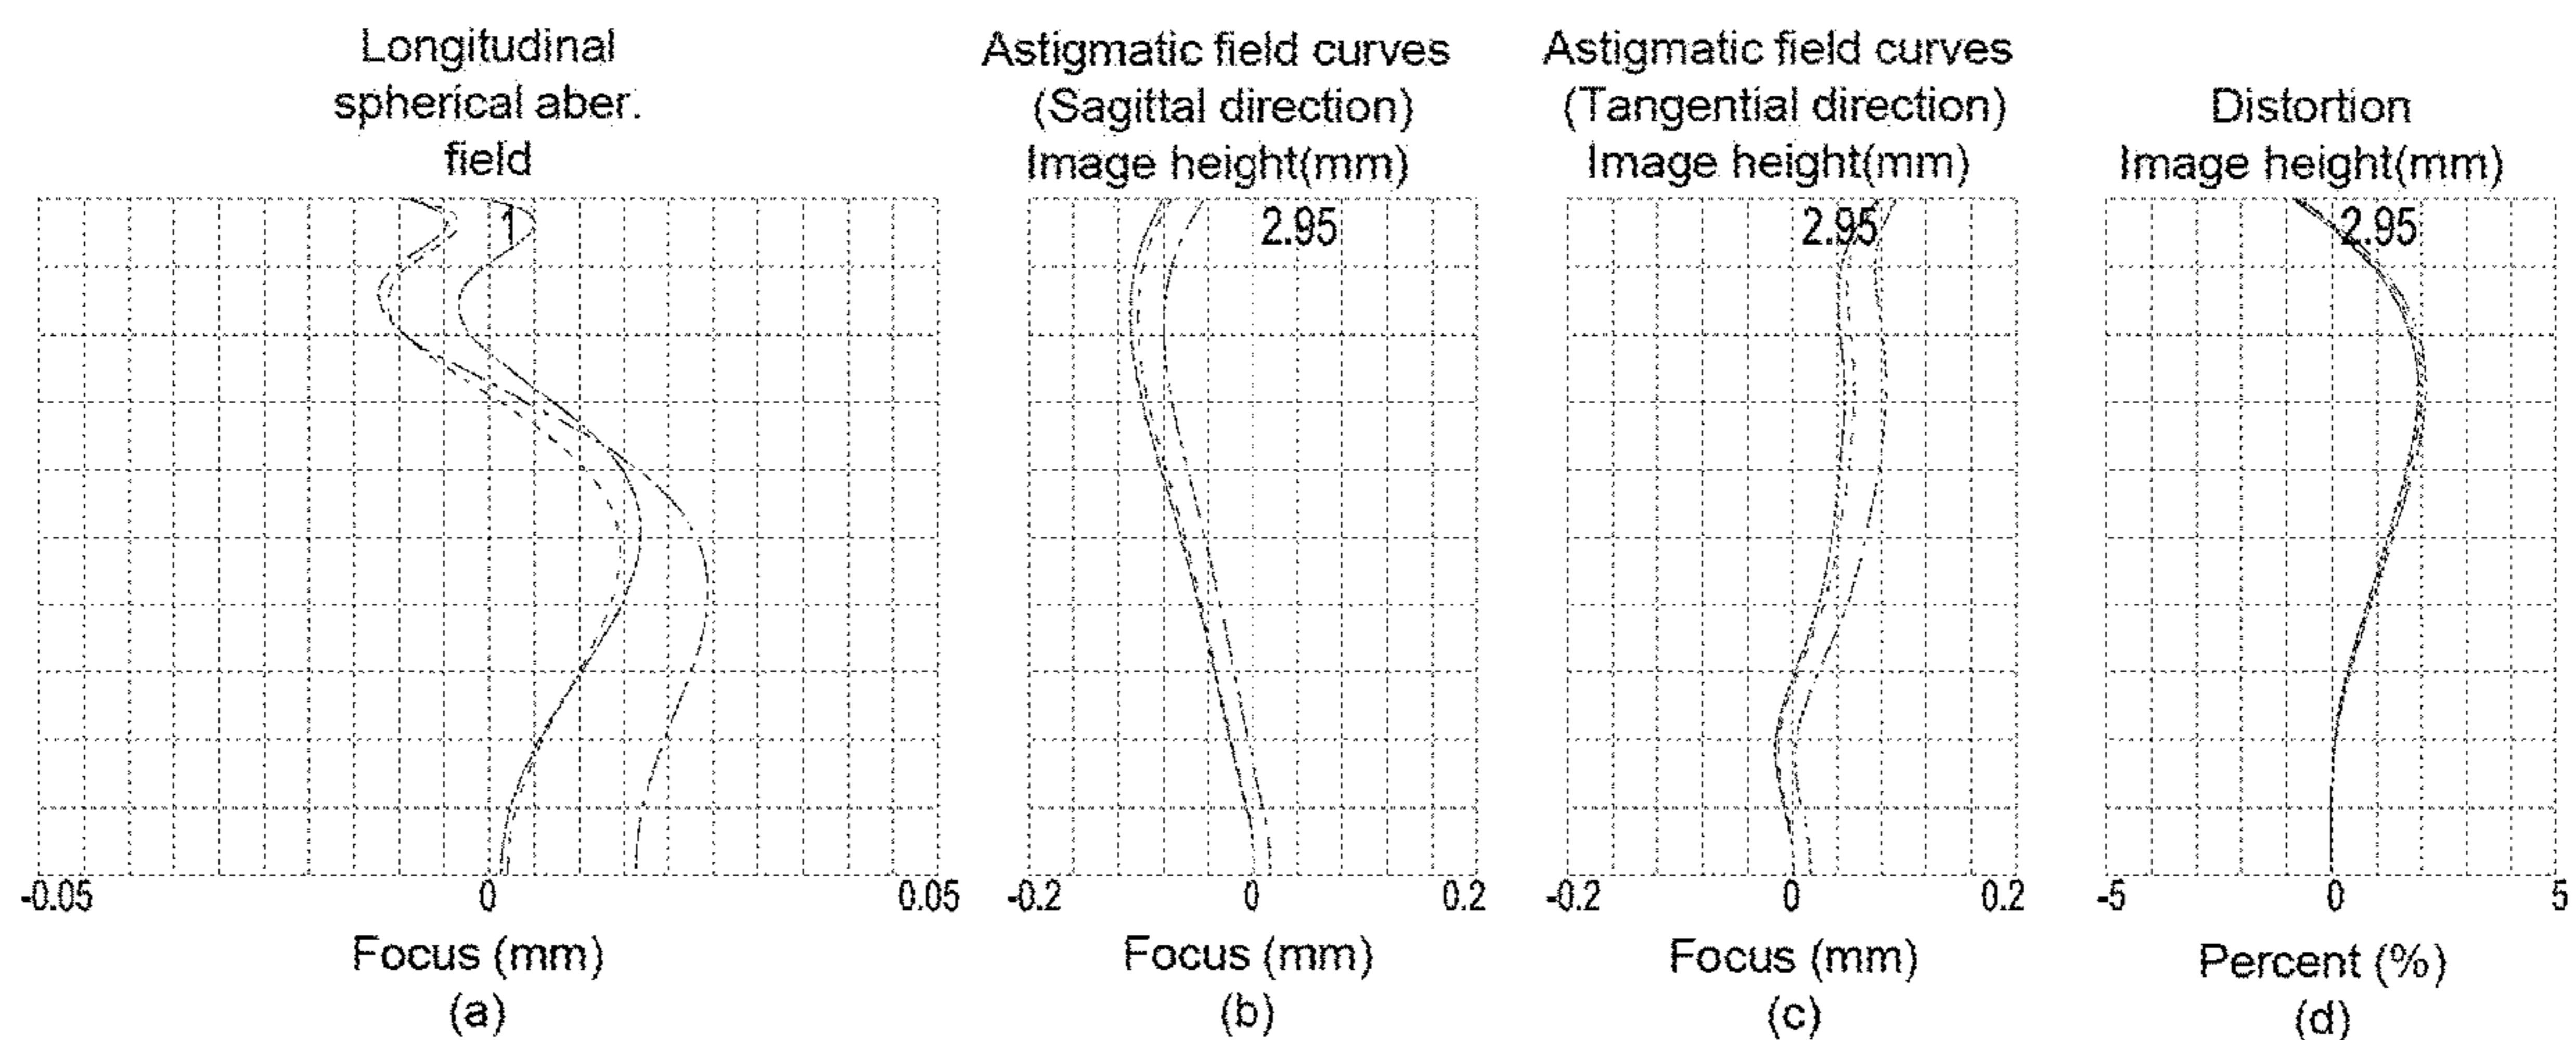 Longitudinal
spherical aber.
field
1
-0.05
0
0.05
Focus (mm)
(a)
Astigmatic field curves
(Sagittal direction)
Image height(mm)
2.95
-0.2
0
0.2
Focus (mm)
(b)
Astigmatic field curves
(Tangential direction)
Image height(mm)
2.95
-0.2
0
0.2
Focus (mm)
(c)
Distortion
Image height(mm)
2.95
-5
0
5
Percent (%)
(d)